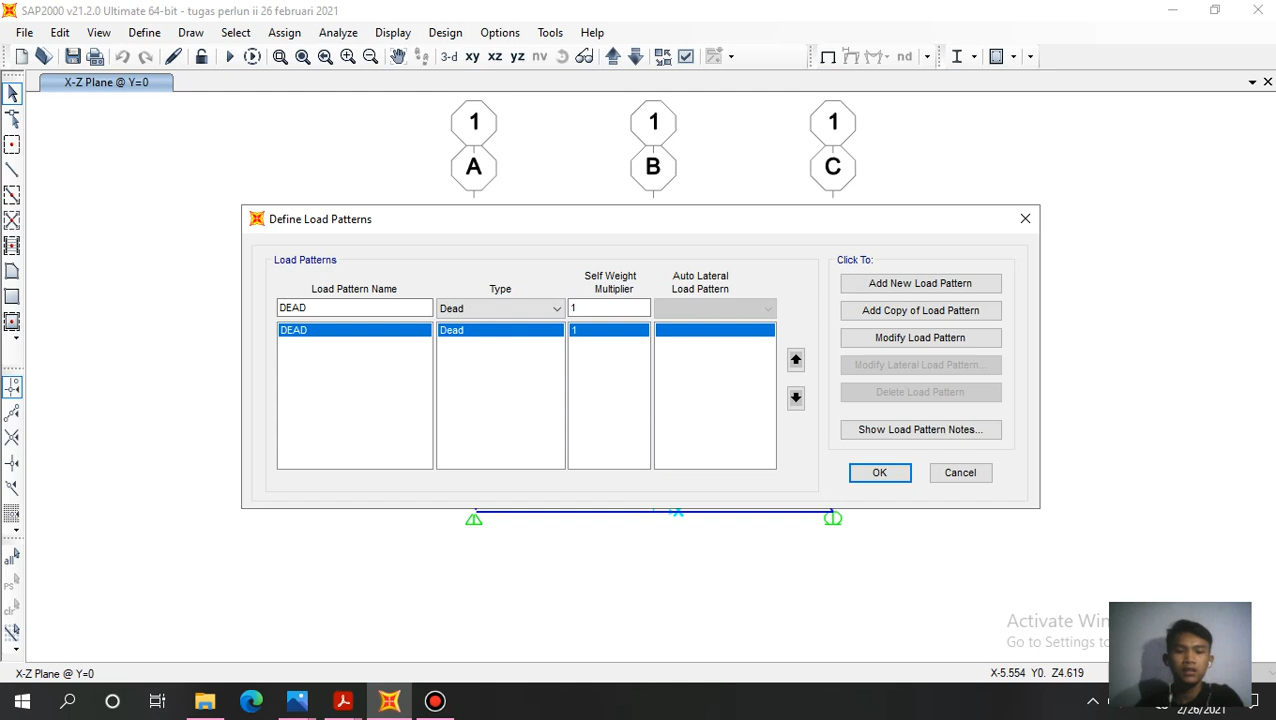 SAP2000 v21.2.0 Ultimate 64-bit - tugas perlun ii 26 februari 2021
File Edit View Define Draw Select Assign Analyze Display Design Options Tools Help
3-d xy xz yz nv nd
X-Z Plane @ Y=0
1 1 1
A B C
Define Load Patterns
Load Patterns
Click To:
Load Pattern Name Type Self Weight Multiplier Auto Lateral Load Pattern
DEAD Dead 1
DEAD Dead 1
Add New Load Pattern
Add Copy of Load Pattern
Modify Load Pattern
Modify Lateral Load Pattern...
Delete Load Pattern
Show Load Pattern Notes...
OK Cancel
all
PS
clr
Activate Win
Go to Settings to
X-Z Plane @ Y=0
X-5.554 Y0. Z4.619
2/26/2021